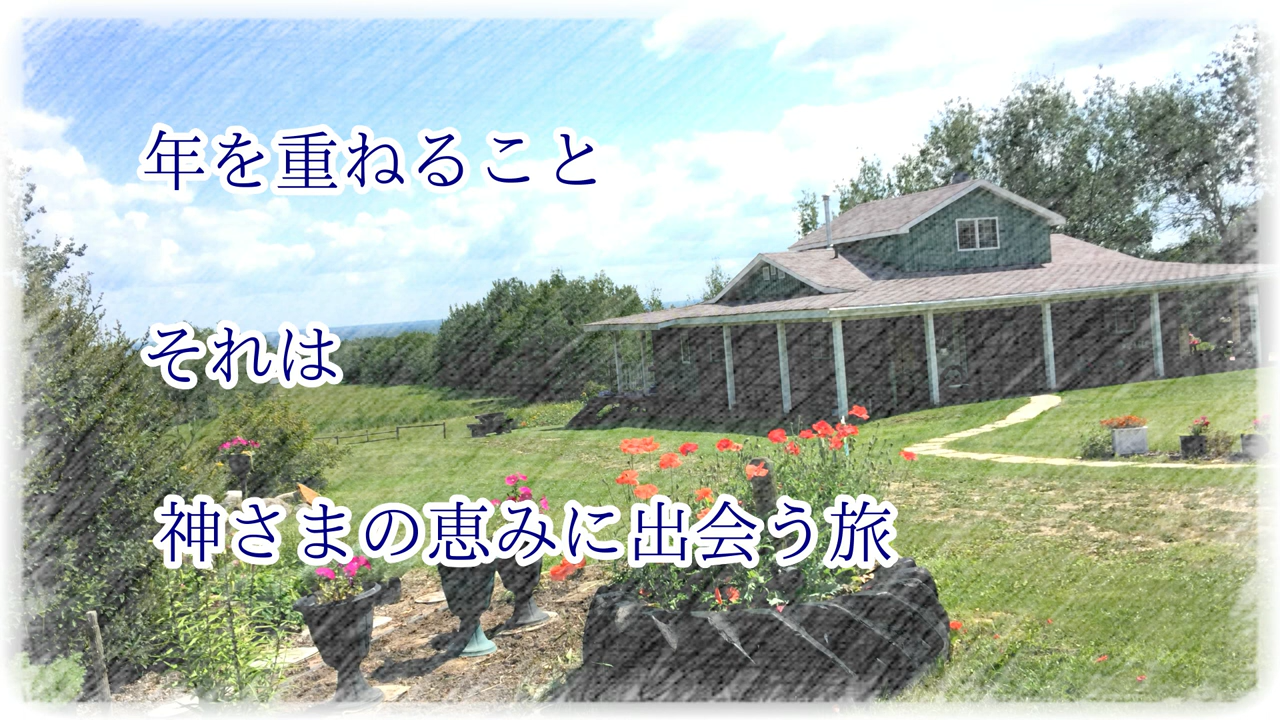 年を重ねること
それは
神さまの恵みに出会う旅